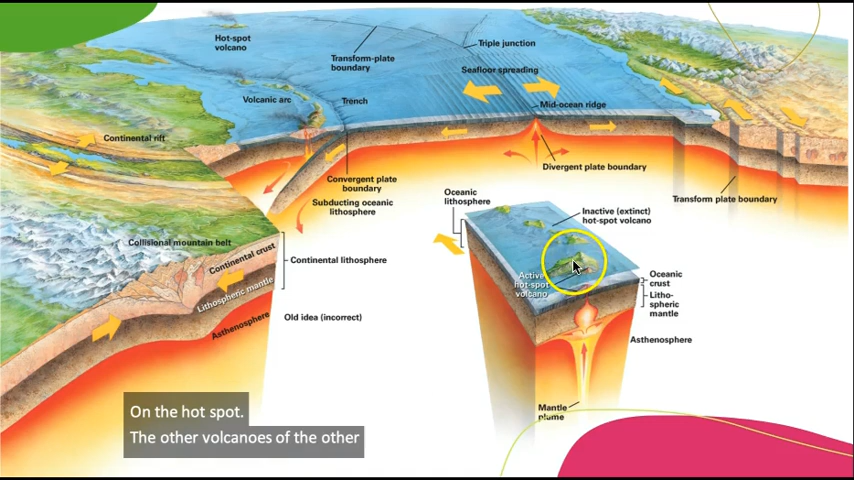 Hot-spot
volcano
Transform-plate
boundary
Triple junction
Seafloor spreading
Volcanic arc
Trench
Mid-ocean ridge
Continental rift
Convergent plate
boundary
Divergent plate boundary
Transform plate boundary
Subducting oceanic
lithosphere
Oceanic
lithosphere
Inactive (extinct)
hot-spot volcano
Collisional mountain belt
Continental crust
Continental lithosphere
Lithospheric mantle
Active
hot-spot
volcano
Oceanic
crust
Litho-
spheric
mantle
Asthenosphere
Old idea (incorrect)
Asthenosphere
Mantle
plume
On the hot spot.
The other volcanoes of the other